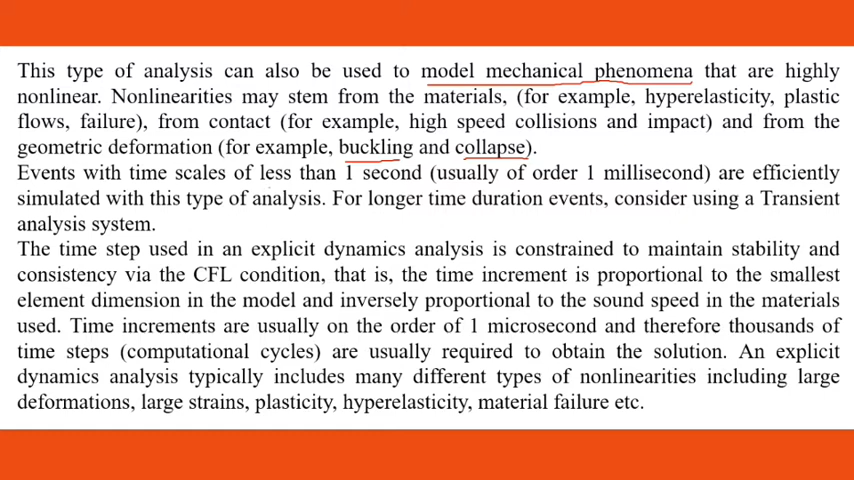 This type of analysis can also be used to model mechanical phenomena that are highly
nonlinear. Nonlinearities may stem from the materials, (for example, hyperelasticity, plastic
flows, failure), from contact (for example, high speed collisions and impact) and from the
geometric deformation (for example, buckling and collapse).
Events with time scales of less than 1 second (usually of order 1 millisecond) are efficiently
simulated with this type of analysis. For longer time duration events, consider using a Transient
analysis system.
The time step used in an explicit dynamics analysis is constrained to maintain stability and
consistency via the CFL condition, that is, the time increment is proportional to the smallest
element dimension in the model and inversely proportional to the sound speed in the materials
used. Time increments are usually on the order of 1 microsecond and therefore thousands of
time steps (computational cycles) are usually required to obtain the solution. An explicit
dynamics analysis typically includes many different types of nonlinearities including large
deformations, large strains, plasticity, hyperelasticity, material failure etc.